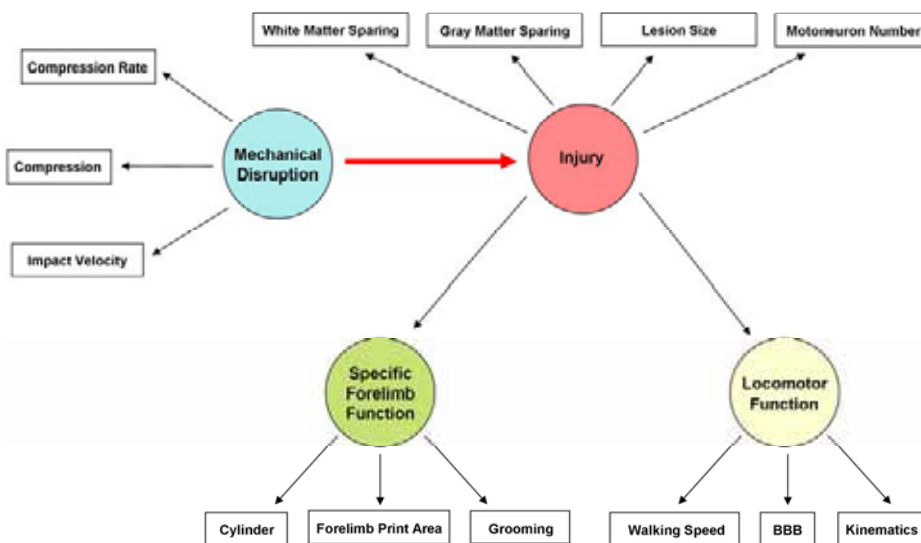 White Matter Sparing
Gray Matter Sparing
Lesion Size
Motoneuron Number
Compression Rate
Mechanical
Disruption
Injury
Compression
Impact Velocity
Specific
Forelimb
Function
Locomotor
Function
Cylinder
Forelimb Print Area
Grooming
Walking Speed
BBB
Kinematics